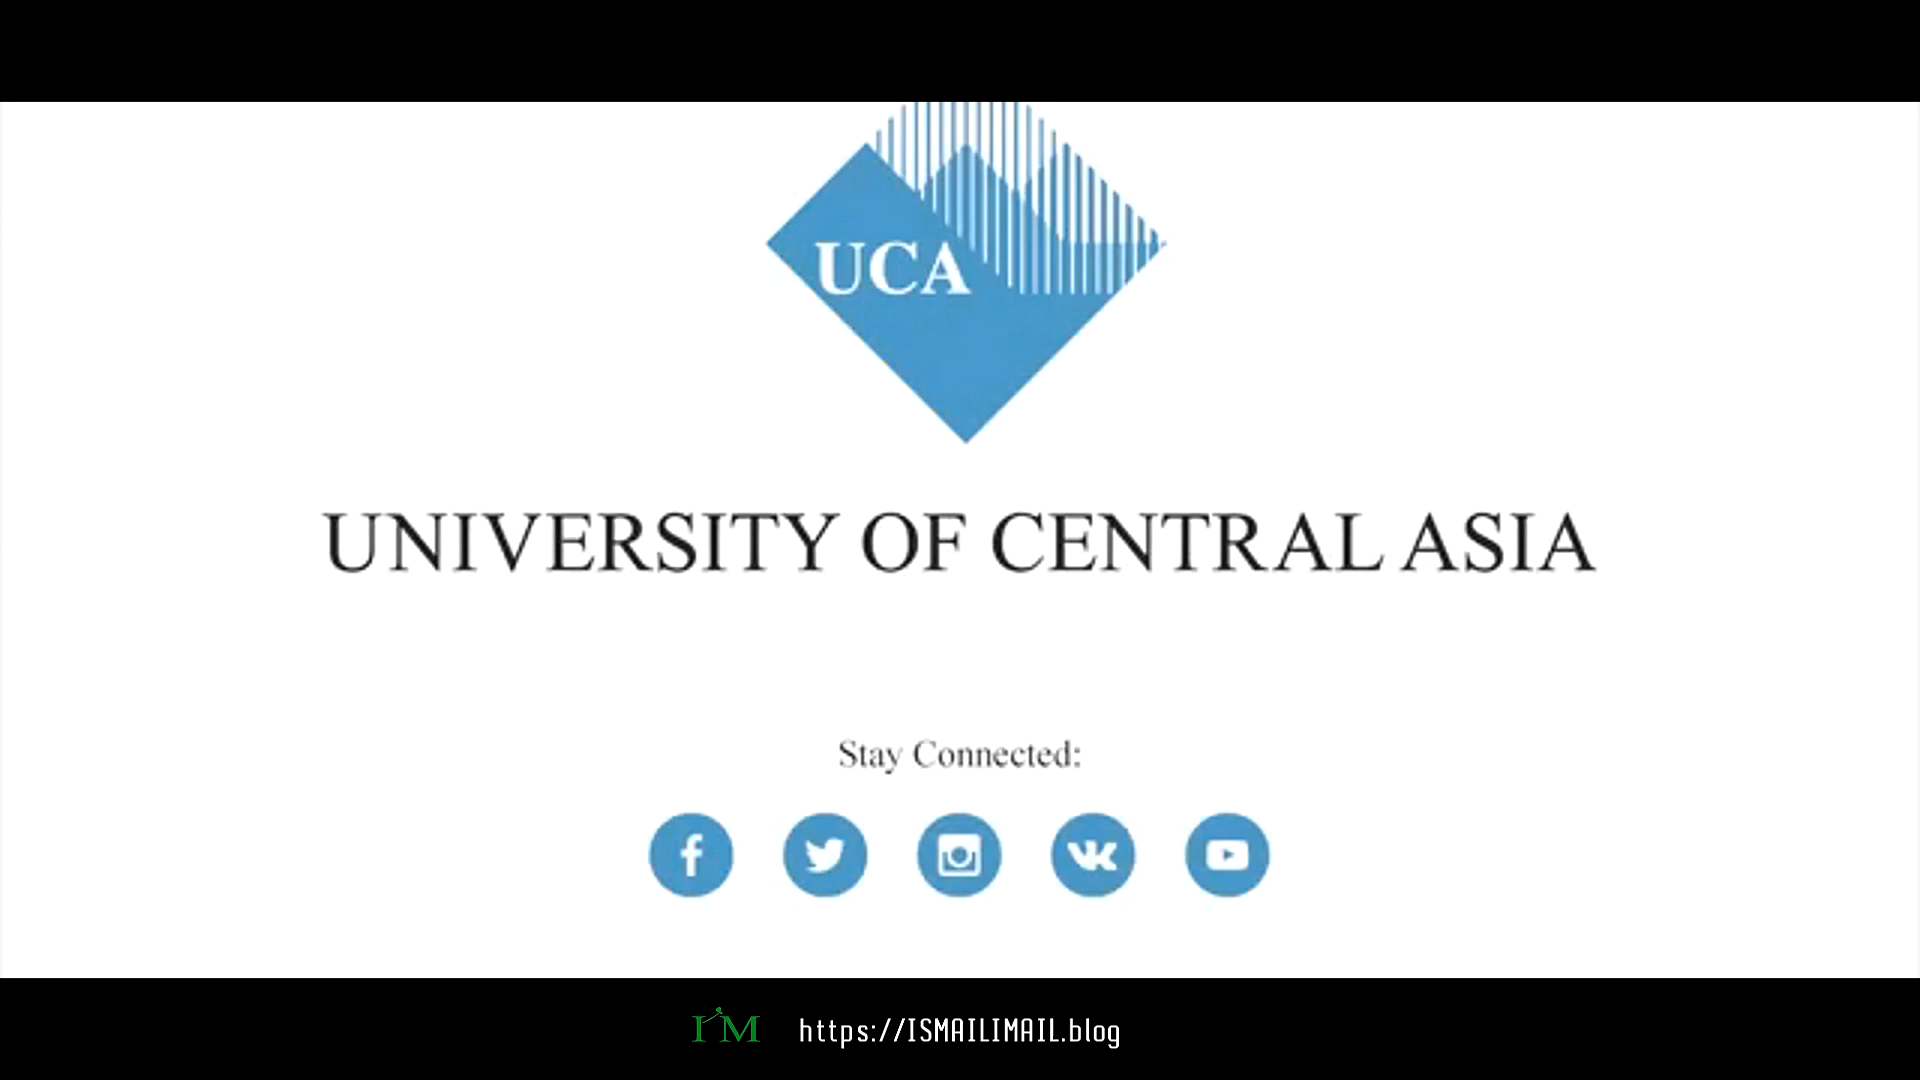 UCA
UNIVERSITY OF CENTRAL ASIA
Stay Connected:
I'M https://ISMAILIMAIL.blog